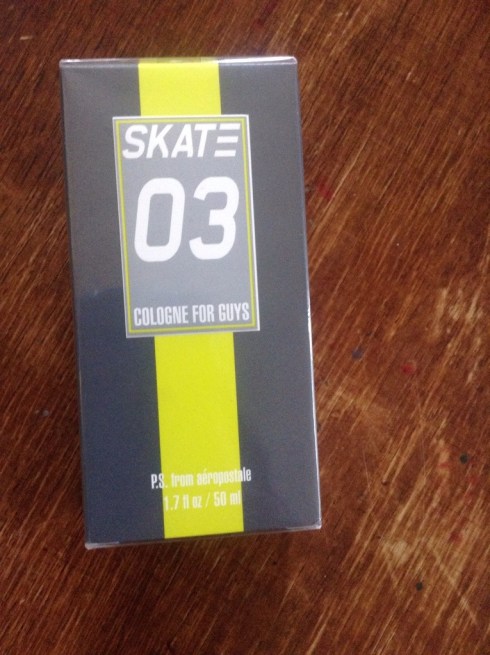 SKATE
03
COLOGNE FOR GUYS
P.S. from aéropostale
1.7 fl oz / 50 ml